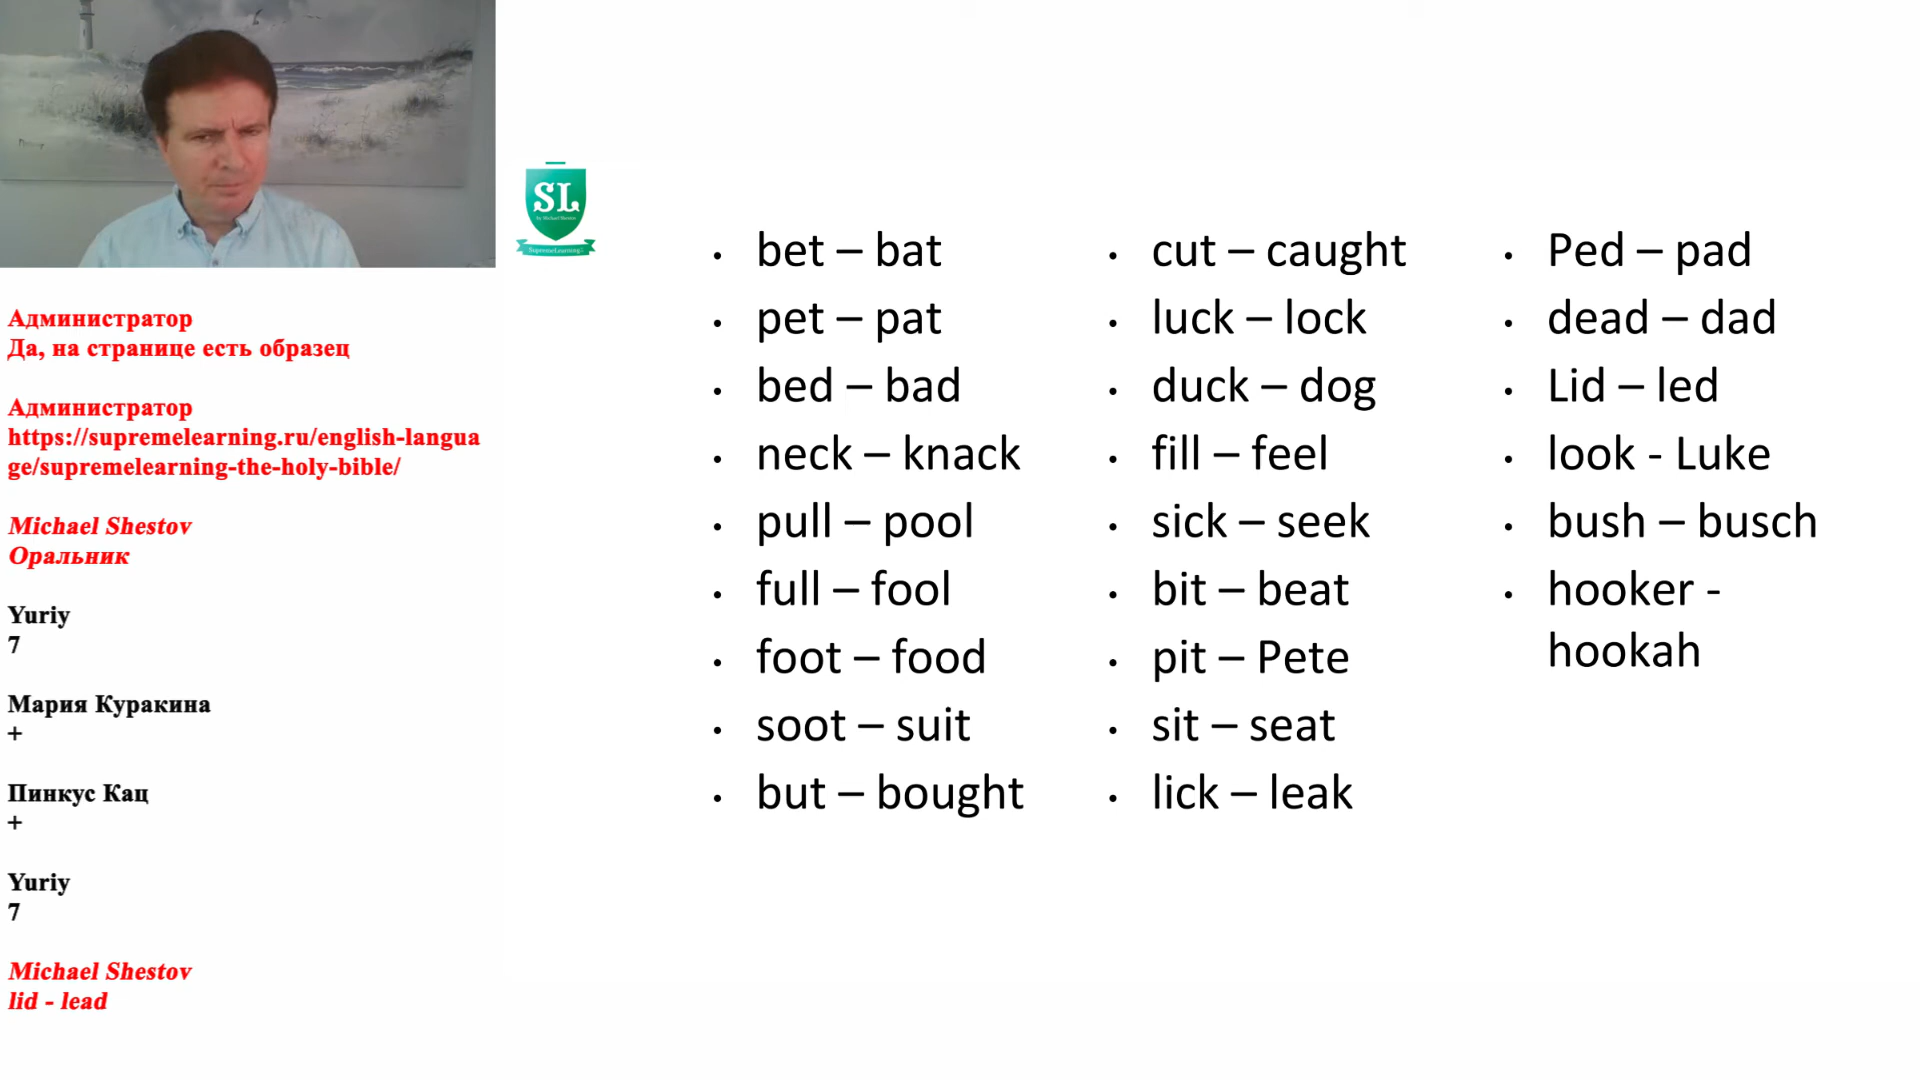 SL
by Michael Shestov
SupremeLearning
Администратор
Да, на странице есть образец
Администратор
https://supremelearning.ru/english-langua
ge/supremelearning-the-holy-bible/
Michael Shestov
Оральник
Yuriy
7
Мария Куракина
+
Пинкус Кац
+
Yuriy
7
Michael Shestov
lid - lead
• bet – bat
• pet – pat
• bed – bad
• neck – knack
• pull – pool
• full – fool
• foot – food
• soot – suit
• but – bought
• cut – caught
• luck – lock
• duck – dog
• fill – feel
• sick – seek
• bit – beat
• pit – Pete
• sit – seat
• lick – leak
• Ped – pad
• dead – dad
• Lid – led
• look - Luke
• bush – busch
• hooker -
hookah